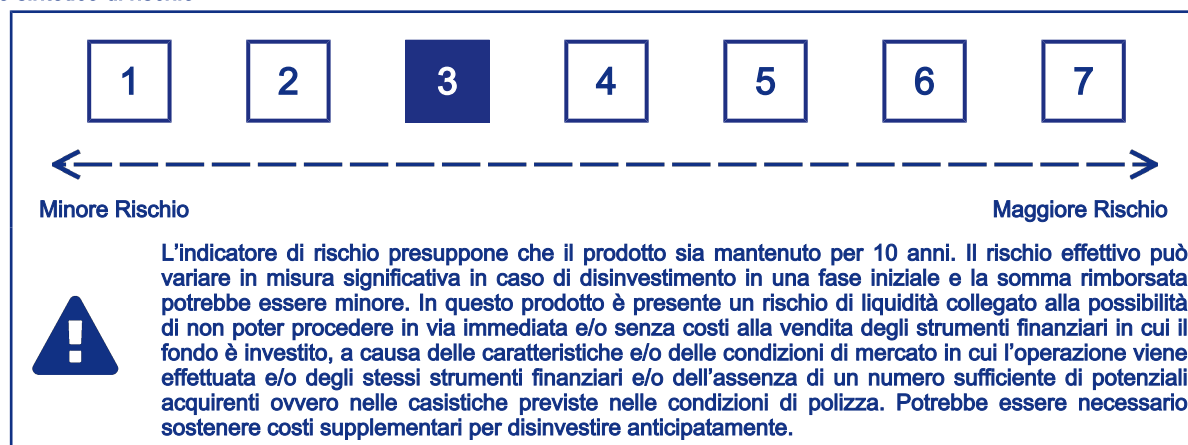 1 2 3 4 5 6 7
Minore Rischio Maggiore Rischio
L'indicatore di rischio presuppone che il prodotto sia mantenuto per 10 anni. Il rischio effettivo può
variare in misura significativa in caso di disinvestimento in una fase iniziale e la somma rimborsata
potrebbe essere minore. In questo prodotto è presente un rischio di liquidità collegato alla possibilità
di non poter procedere in via immediata e/o senza costi alla vendita degli strumenti finanziari in cui il
fondo è investito, a causa delle caratteristiche e/o delle condizioni di mercato in cui l'operazione viene
effettuata e/o degli stessi strumenti finanziari e/o dell'assenza di un numero sufficiente di potenziali
acquirenti ovvero nelle casistiche previste nelle condizioni di polizza. Potrebbe essere necessario
sostenere costi supplementari per disinvestire anticipatamente.